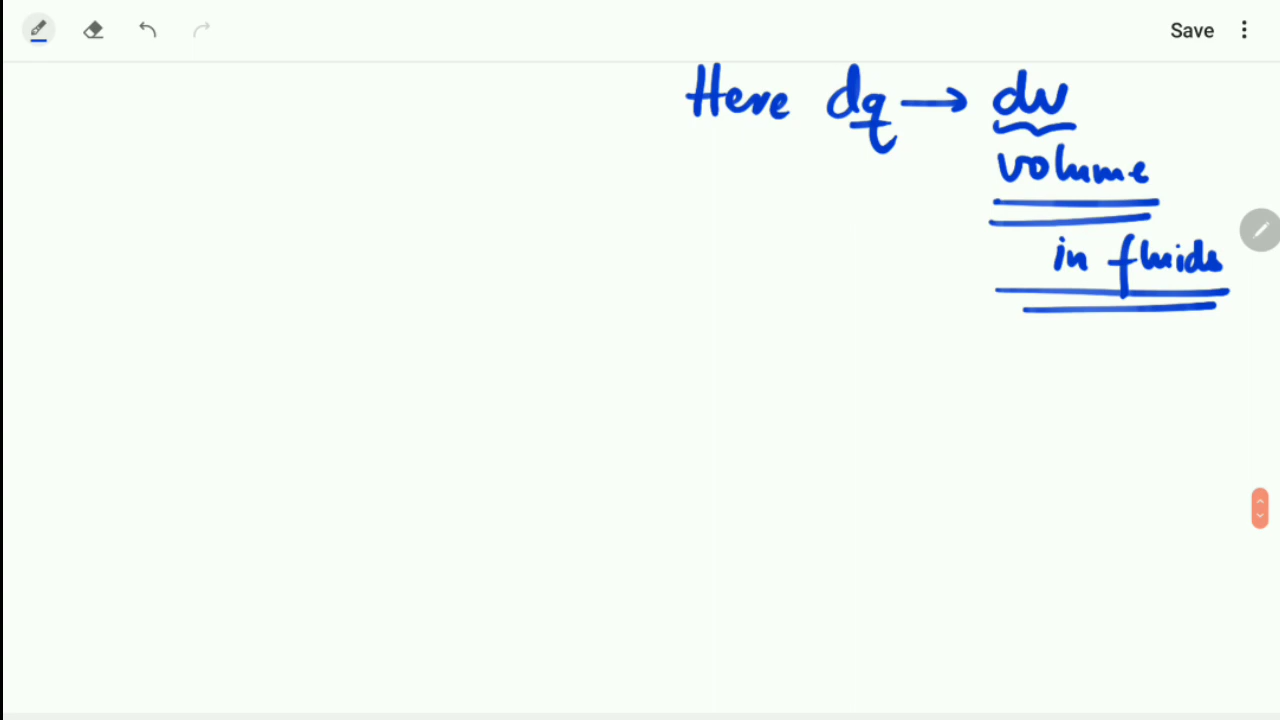 Save
Here dq → dv
volume
in fluids